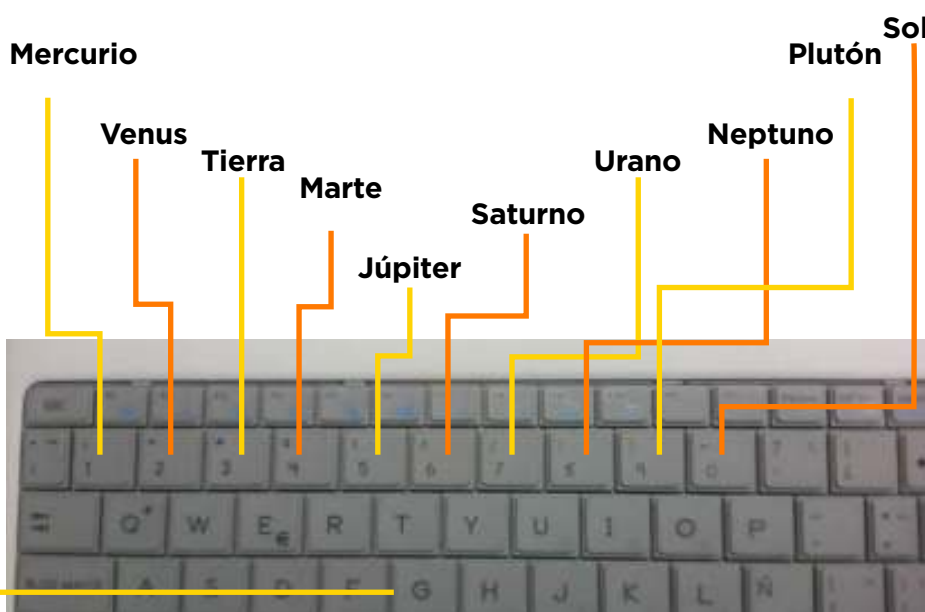 Sol
Mercurio
Plutón
Venus
Neptuno
Tierra
Urano
Marte
Saturno
Júpiter
1 2 3 4 5 6 7 8 9 0
Q W E € R T Y U I O P
A S D F G H J K L Ñ